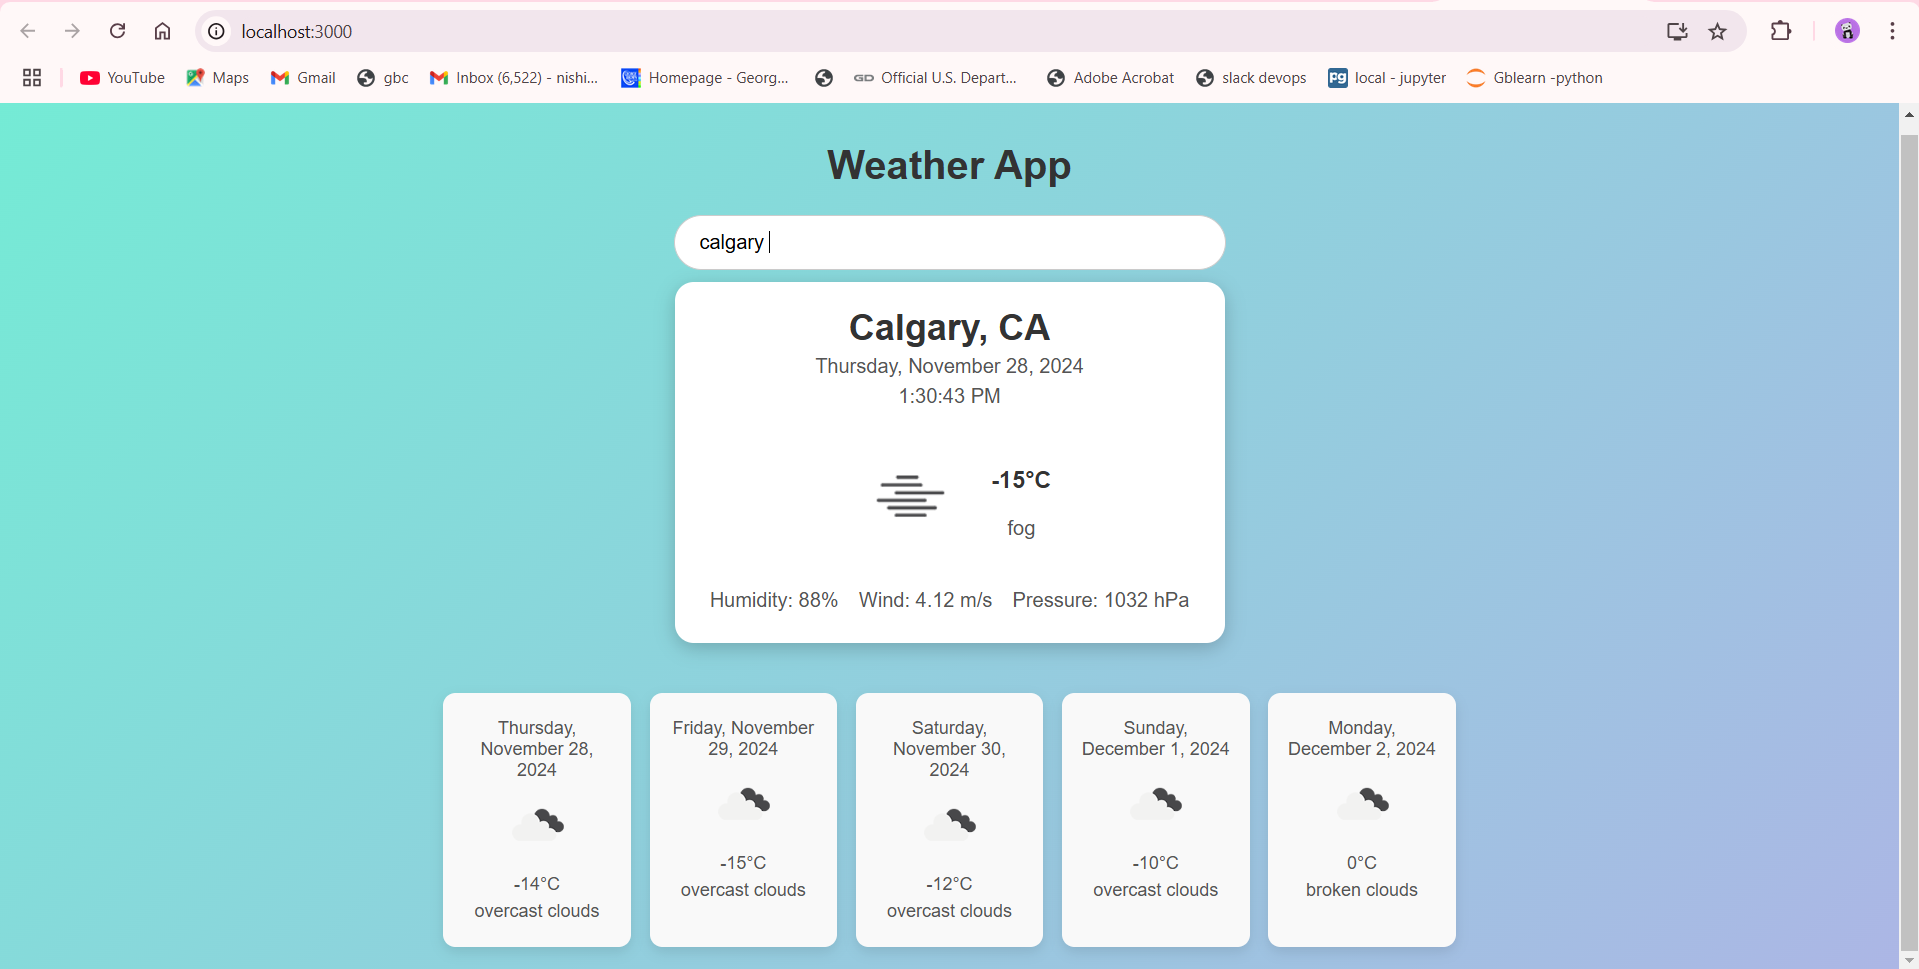 localhost:3000
YouTube Maps Gmail gbc Inbox (6,522) - nishi... Homepage - Georg... GD Official U.S. Depart... Adobe Acrobat slack devops pg local - jupyter Gblearn -python
Weather App
calgary
Calgary, CA
Thursday, November 28, 2024
1:30:43 PM
-15°C
fog
Humidity: 88% Wind: 4.12 m/s Pressure: 1032 hPa
Thursday,
November 28,
2024
-14°C
overcast clouds
Friday, November
29, 2024
-15°C
overcast clouds
Saturday,
November 30,
2024
-12°C
overcast clouds
Sunday,
December 1, 2024
-10°C
overcast clouds
Monday,
December 2, 2024
0°C
broken clouds